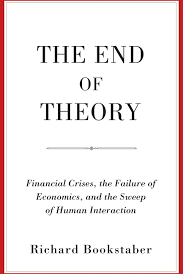 THE END
OF
THEORY
Financial Crises, the Failure of
Economics, and the Sweep
of Human Interaction
Richard Bookstaber